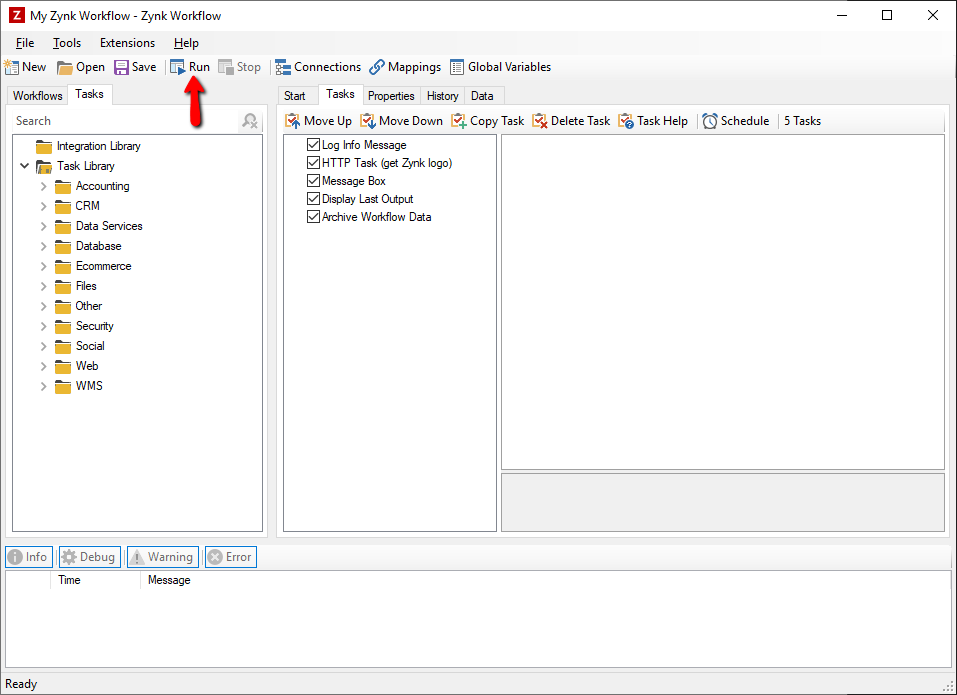 Z My Zynk Workflow - Zynk Workflow
File Tools Extensions Help
New Open Save Run Stop Connections Mappings Global Variables
Workflows Tasks
Search
Integration Library
Task Library
Accounting
CRM
Data Services
Database
Ecommerce
Files
Other
Security
Social
Web
WMS
Start Tasks Properties History Data
Move Up Move Down Copy Task Delete Task Task Help Schedule 5 Tasks
Log Info Message
HTTP Task (get Zynk logo)
Message Box
Display Last Output
Archive Workflow Data
Info Debug Warning Error
Time Message
Ready